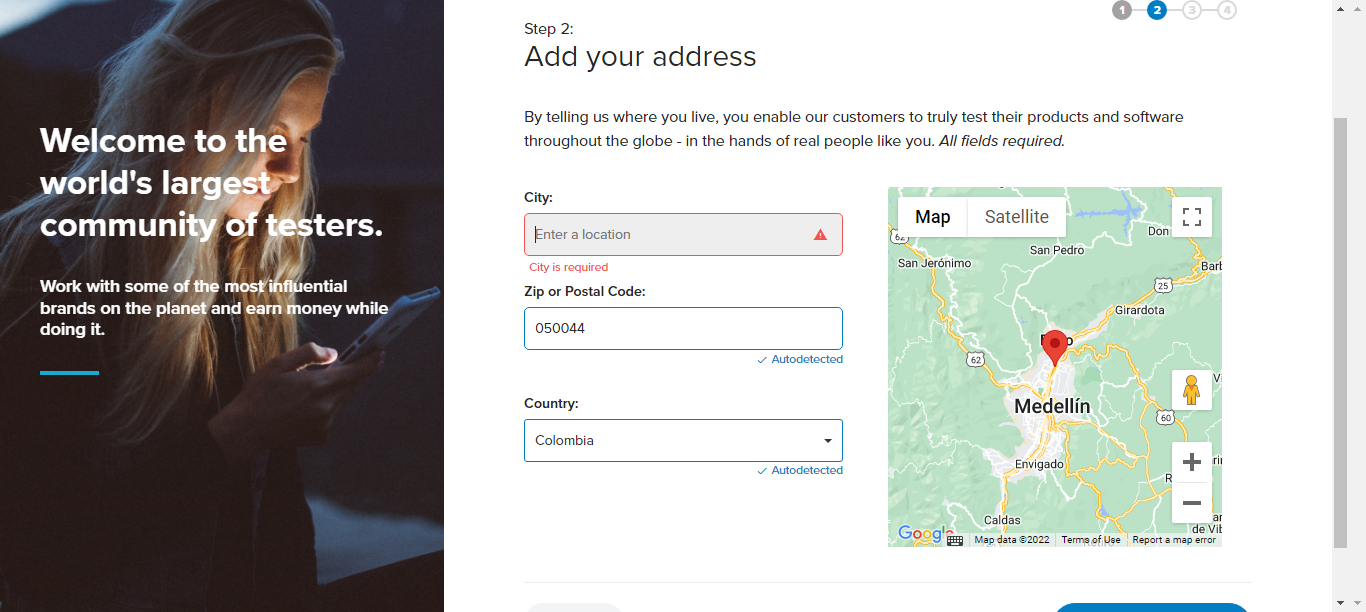 Welcome to the
world's largest
community of testers.
Work with some of the most influential
brands on the planet and earn money while
doing it.
1 2 3 4
Step 2:
Add your address
By telling us where you live, you enable our customers to truly test their products and software
throughout the globe - in the hands of real people like you. All fields required.
City:
Enter a location
City is required
Zip or Postal Code:
050044
Autodetected
Country:
Colombia
Autodetected
Map Satellite
62
Don
San Pedro
San Jerónimo
Barb
25
Girardota
62
Medellín
60
Envigado
Caldas
de Vib
Google
Map data ©2022 Terms of Use Report a map error